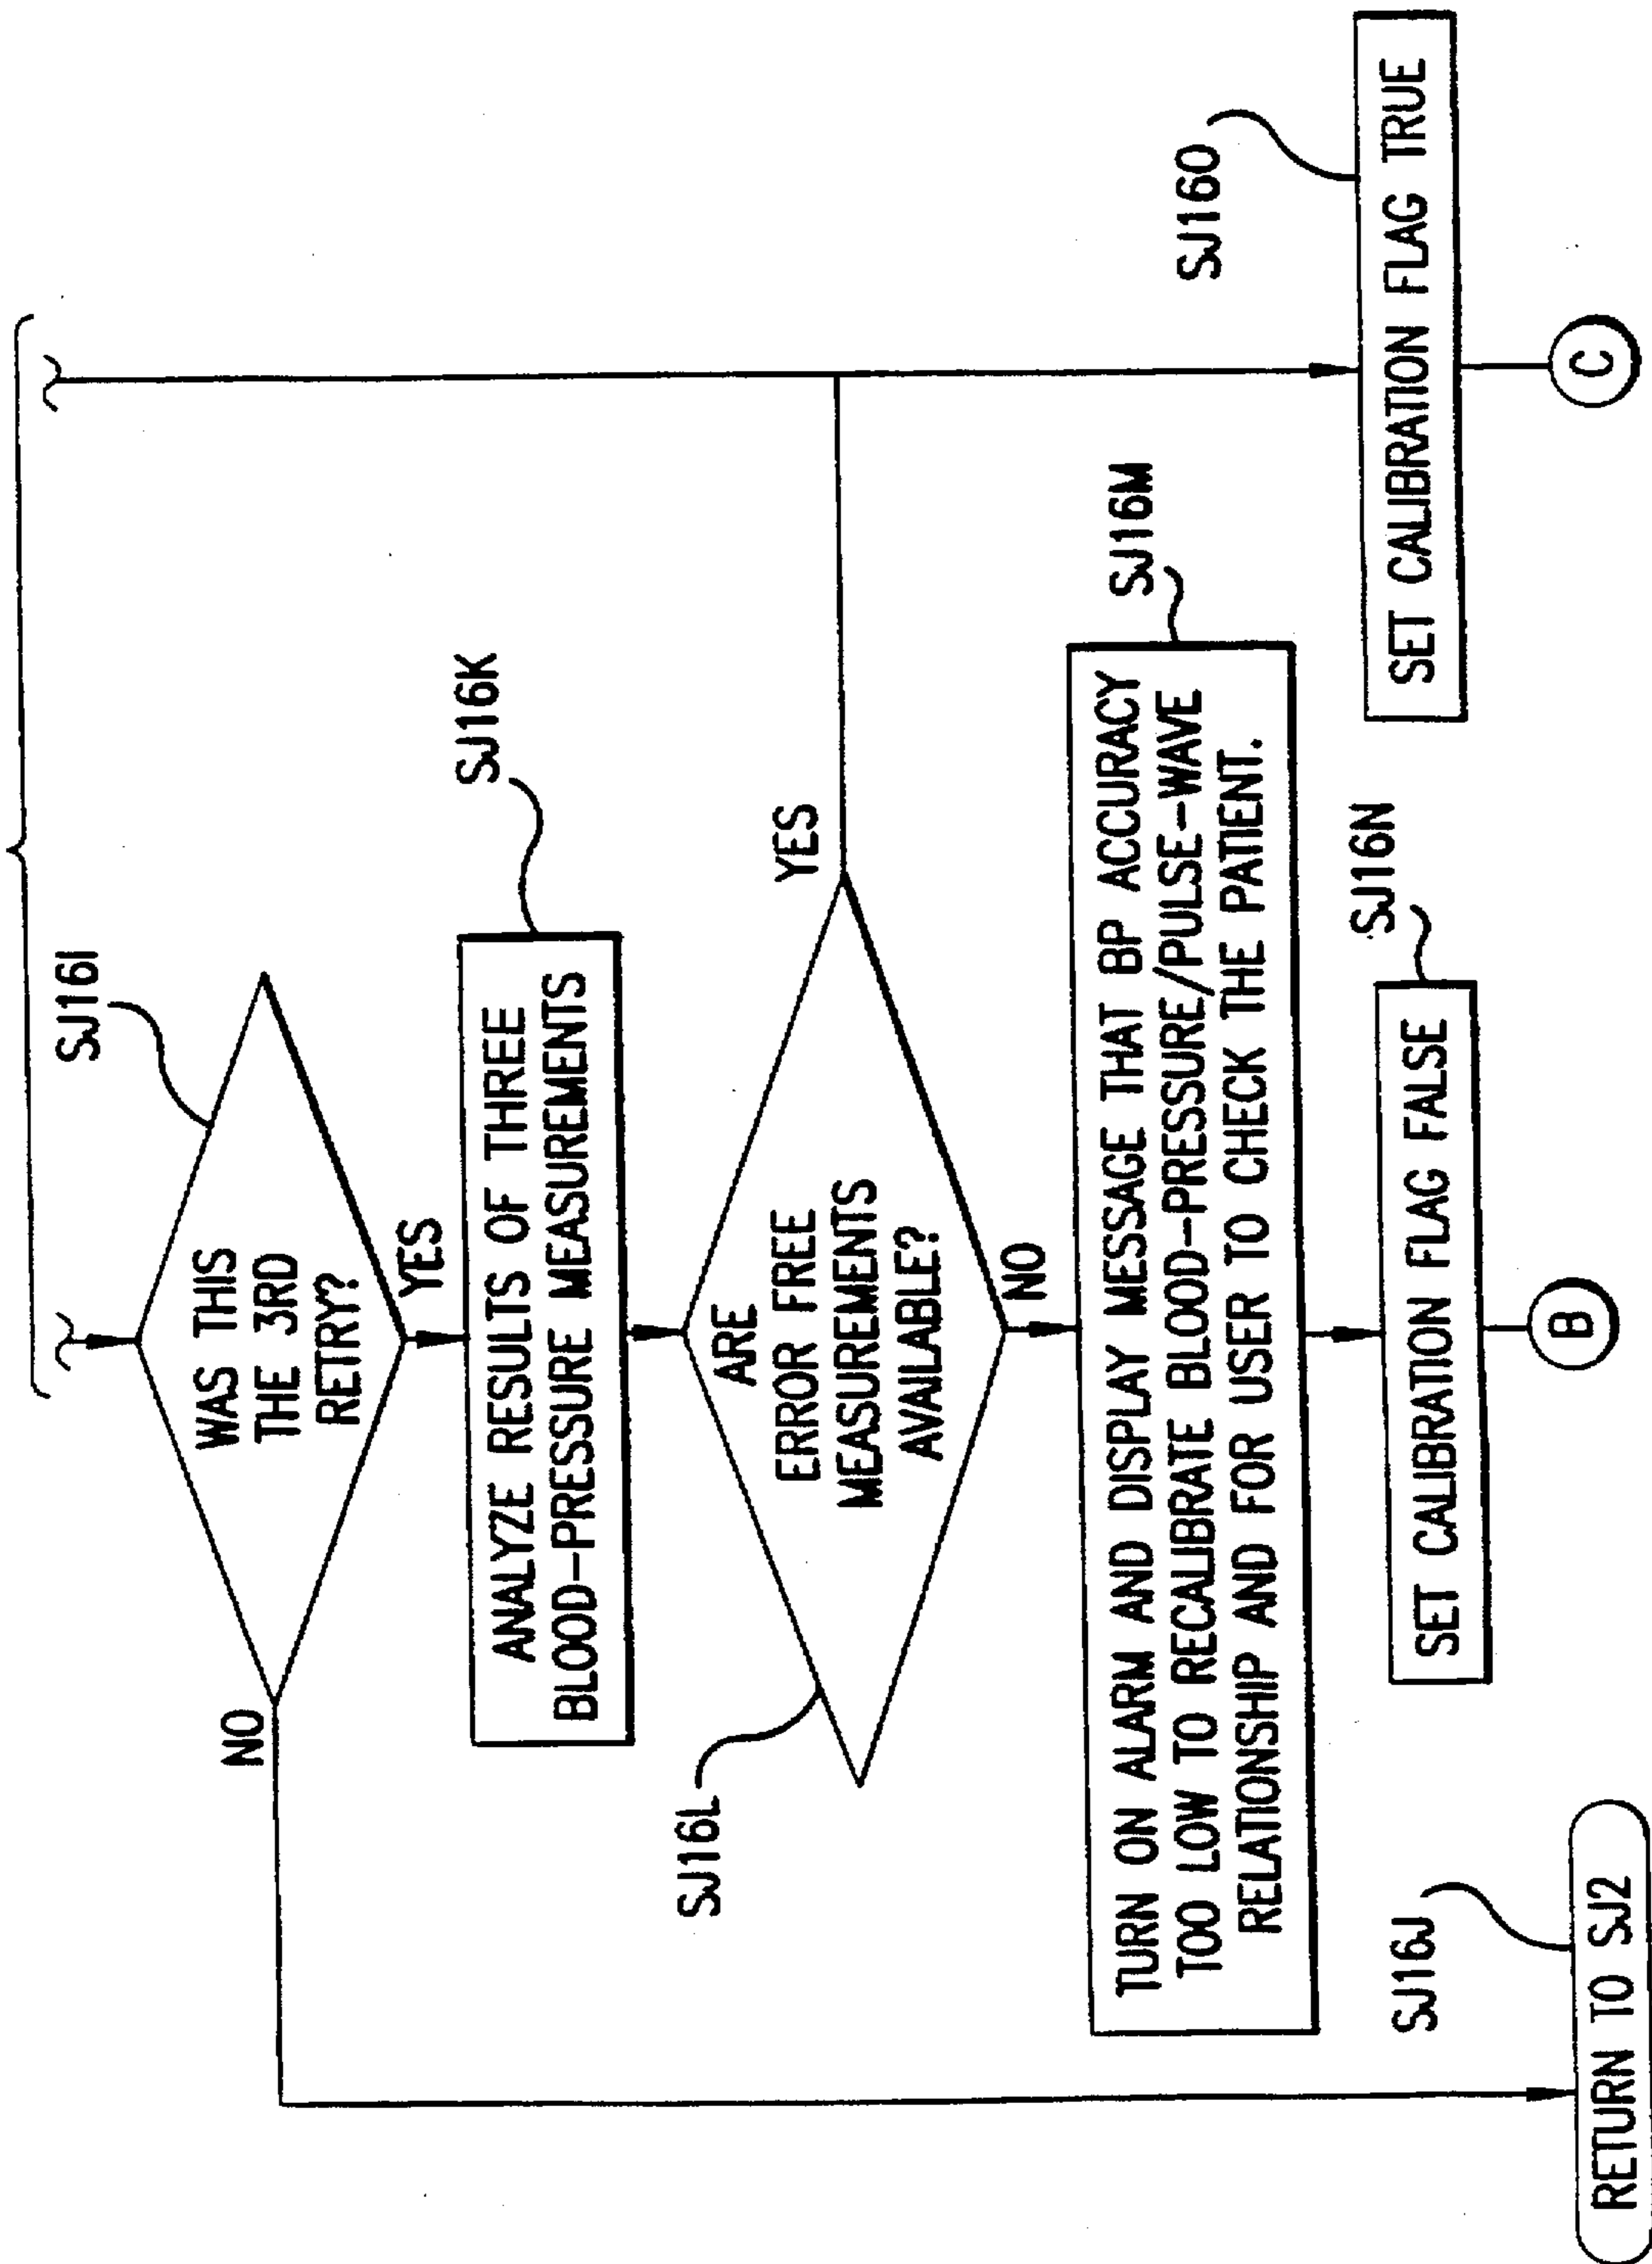 SJ16I
WAS THIS
THE 3RD
RETRY?
NO
YES
SJ16K
ANALYZE RESULTS OF THREE
BLOOD-PRESSURE MEASUREMENTS
SJ16L
ARE
ERROR FREE
MEASUREMENTS
AVAILABLE?
YES
NO
SJ16M
TURN ON ALARM AND DISPLAY MESSAGE THAT BP ACCURACY
TOO LOW TO RECALIBRATE BLOOD-PRESSURE/PULSE-WAVE
RELATIONSHIP AND FOR USER TO CHECK THE PATIENT.
SJ16J
RETURN TO SJ2
SJ16N
SET CALIBRATION FLAG FALSE
B
SJ16O
SET CALIBRATION FLAG TRUE
C